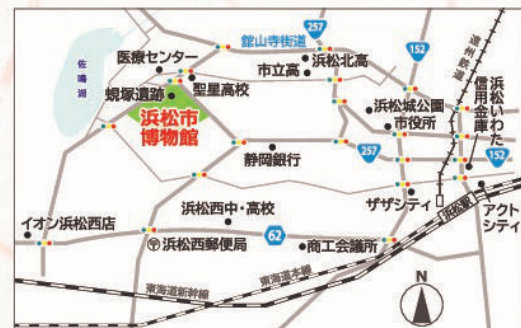 257
館山寺街道
152
遠州鉄道
佐鳴湖
医療センター
浜松北高
市立高
聖星高校
蜆塚遺跡
浜松市
博物館
浜松城公園
市役所
浜松いわた
信用金庫
静岡銀行
257
152
ザザシティ
浜松駅
アクト
シティ
浜松西中・高校
イオン浜松西店
〒浜松西郵便局
62
商工会議所
東海道本線
東海道新幹線
N